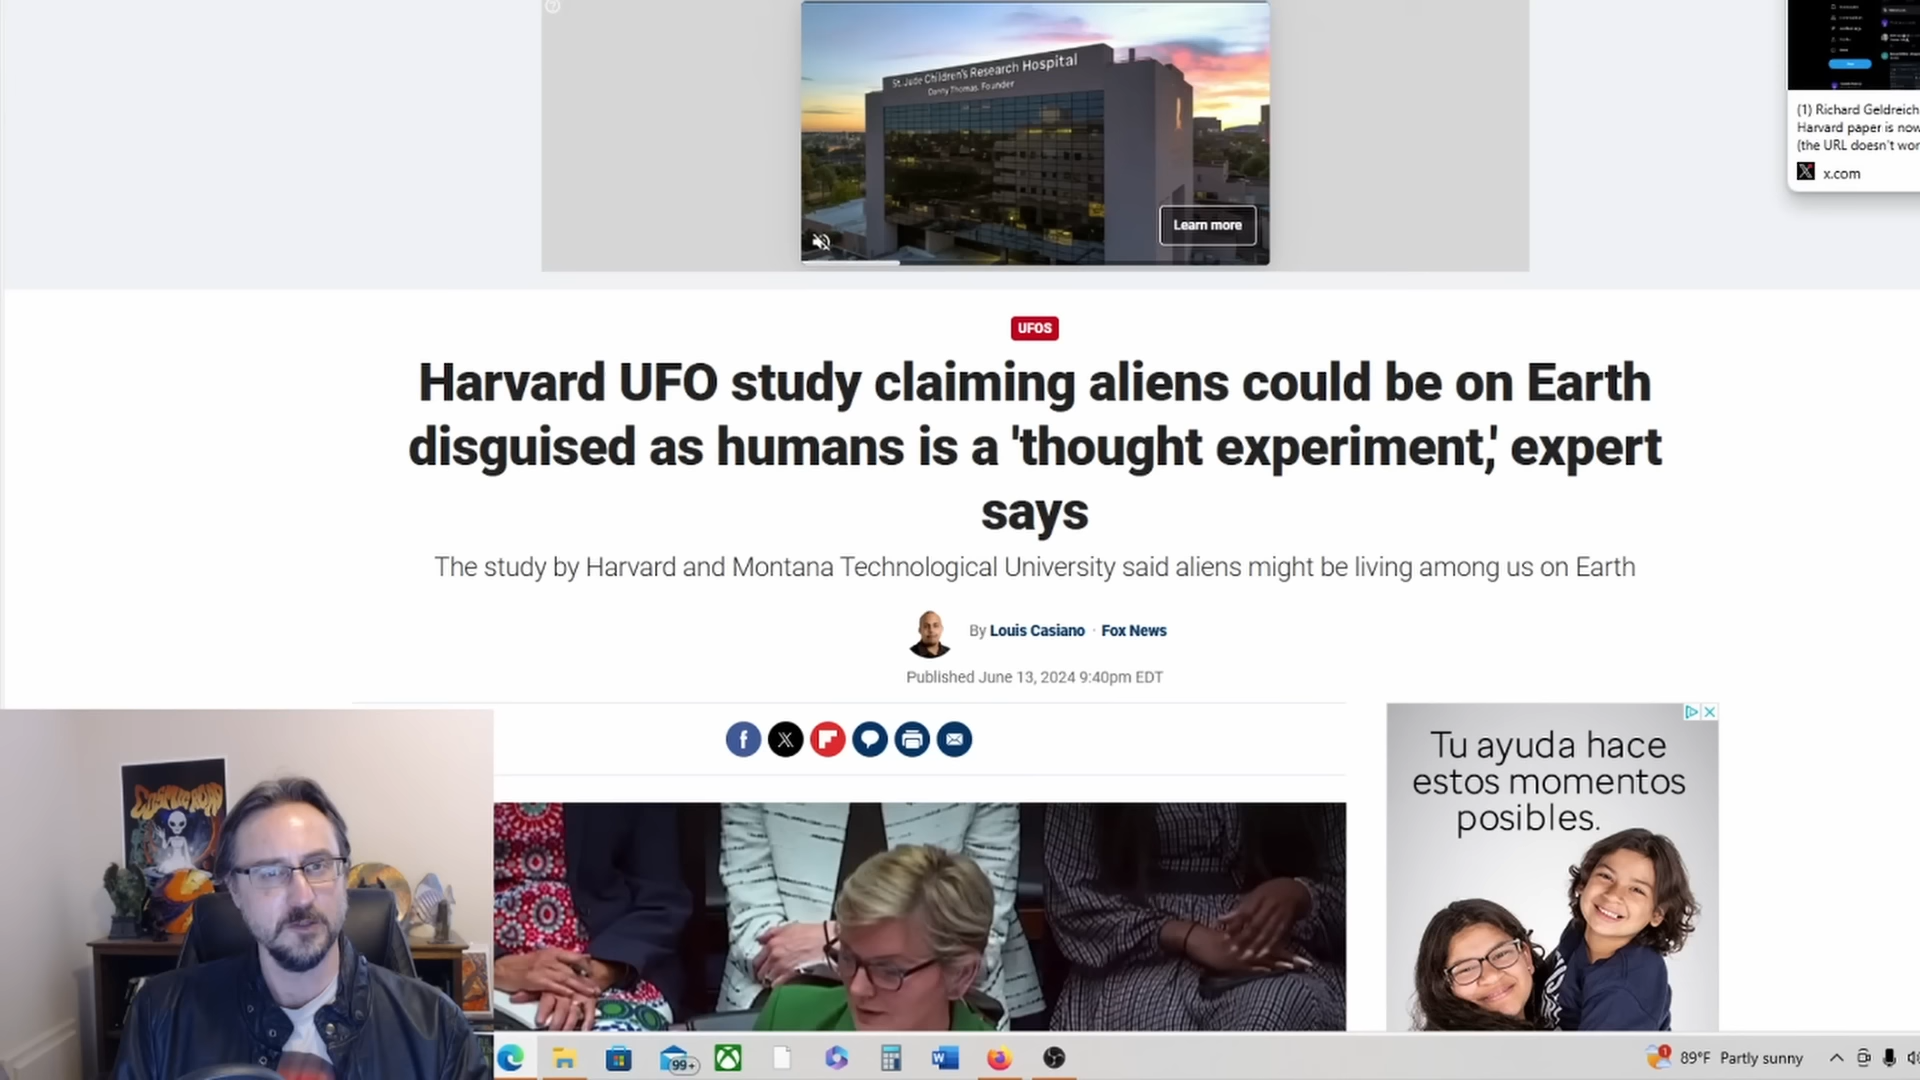 St. Jude Children's Research Hospital
Danny Thomas, Founder
Learn more
(1) Richard Geldreich
Harvard paper is now
(the URL doesn't wor
x.com
UFOS
Harvard UFO study claiming aliens could be on Earth
disguised as humans is a 'thought experiment,' expert
says
The study by Harvard and Montana Technological University said aliens might be living among us on Earth
By Louis Casiano · Fox News
Published June 13, 2024 9:40pm EDT
Tu ayuda hace
estos momentos
posibles.
99+
1
89°F Partly sunny